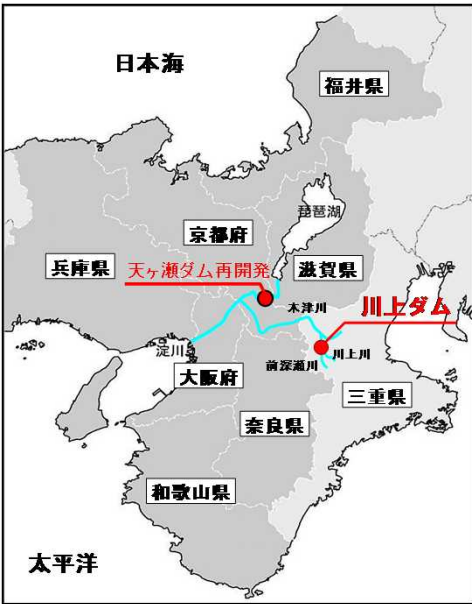 日本海
福井県
琵琶湖
京都府
兵庫県
天ヶ瀬ダム再開発
滋賀県
木津川
川上ダム
淀川
川上川
前深瀬川
大阪府
三重県
奈良県
和歌山県
太平洋